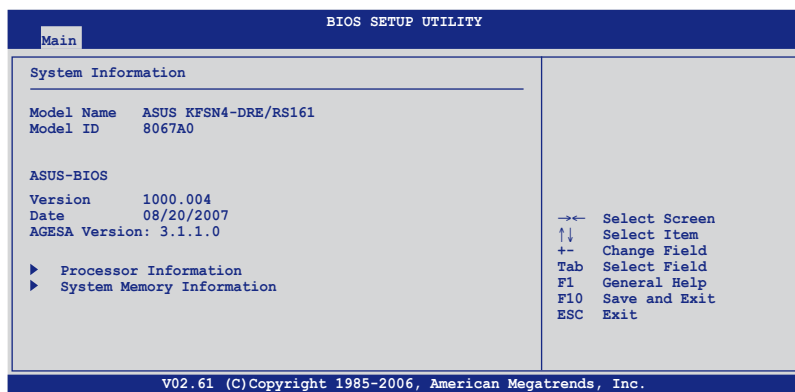 BIOS SETUP UTILITY
Main
System Information
Model Name ASUS KFSN4-DRE/RS161
Model ID 8067A0
ASUS-BIOS
Version 1000.004
Date 08/20/2007
AGESA Version: 3.1.1.0
▶ Processor Information
▶ System Memory Information
→← Select Screen
↑↓ Select Item
+- Change Field
Tab Select Field
F1 General Help
F10 Save and Exit
ESC Exit
V02.61 (C)Copyright 1985-2006, American Megatrends, Inc.